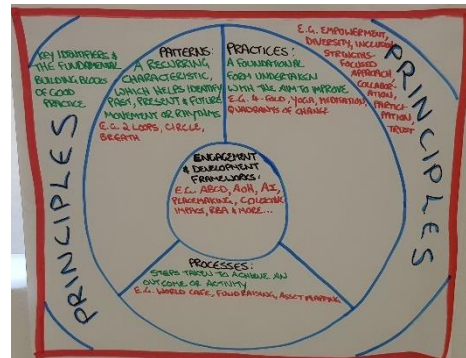 KEY IDENTIFIERS &
THE FUNDAMENTAL
BUILDING BLOCKS
OF GOOD
PRACTICE
PRINCIPLES
PATTERNS:
A RECURRING,
CHARACTERISTIC,
WHICH HELPS IDENTIFY
PAST, PRESENT & FUTURE
MOVEMENT OR RHYTHMS
E.G. 2 LOOPS, CIRCLE,
BREATH
PRACTICES:
A FOUNDATIONAL
FORM UNDERTAKEN
WITH THE AIM TO IMPROVE
E.G. 4-FOLD, YOGA, MEDITATION,
QUADRANTS OF CHANGE
E.G. EMPOWERMENT,
DIVERSITY, INCLUSION
STRENGTHS-
FOCUSED
APPROACH,
COLLABOR-
ATION,
PARTICI-
PATION,
TRUST
PRINCIPLES
ENGAGEMENT
& DEVELOPMENT
FRAMEWORKS:
E.G. ABCD, AOH, AI,
PLACEMAKING, COLLECTIVE
IMPACT, RBA & MORE...
PROCESSES:
STEPS TAKEN TO ACHIEVE AN
OUTCOME OR ACTIVITY
E.G. WORLD CAFE, FUNDRAISING, ASSET MAPPING